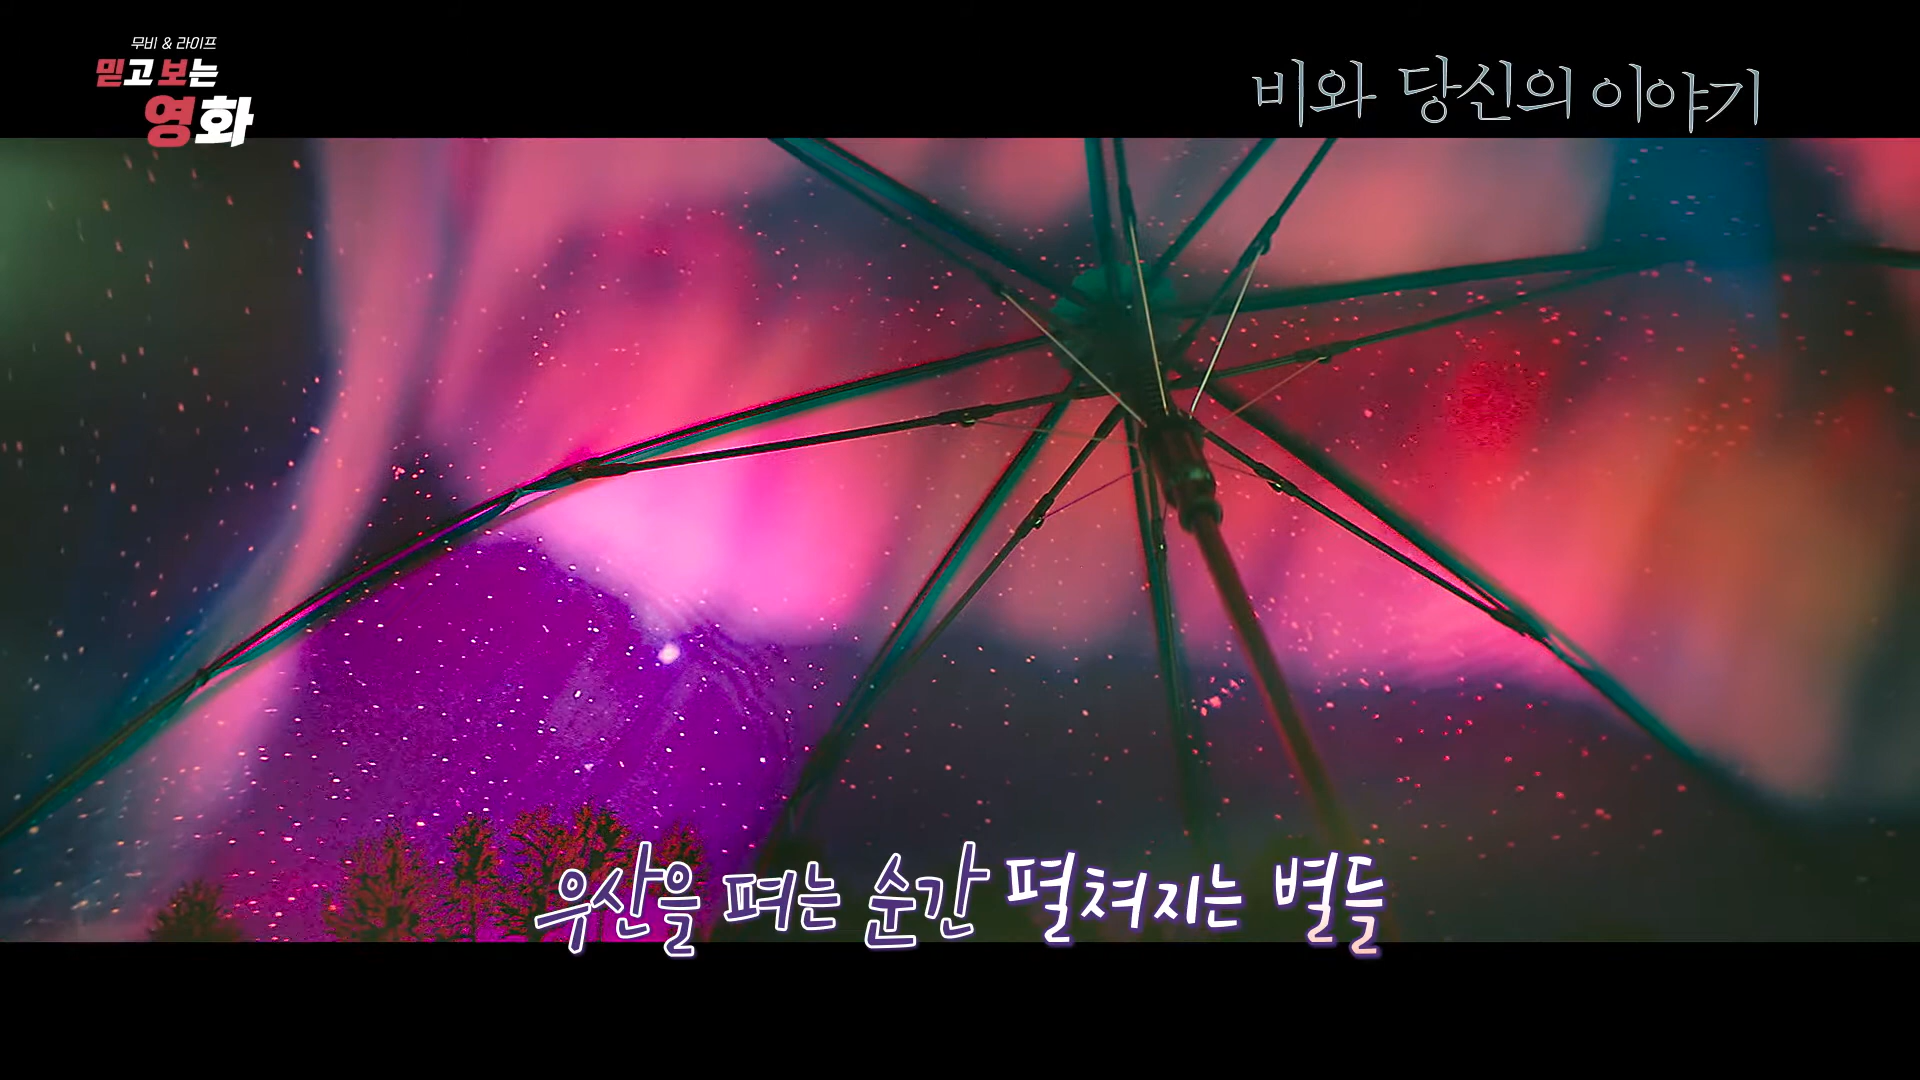 무비 & 라이프
믿고 보는
영화
비와 당신의 이야기
우산을 펴는 순간 펼쳐지는 별들